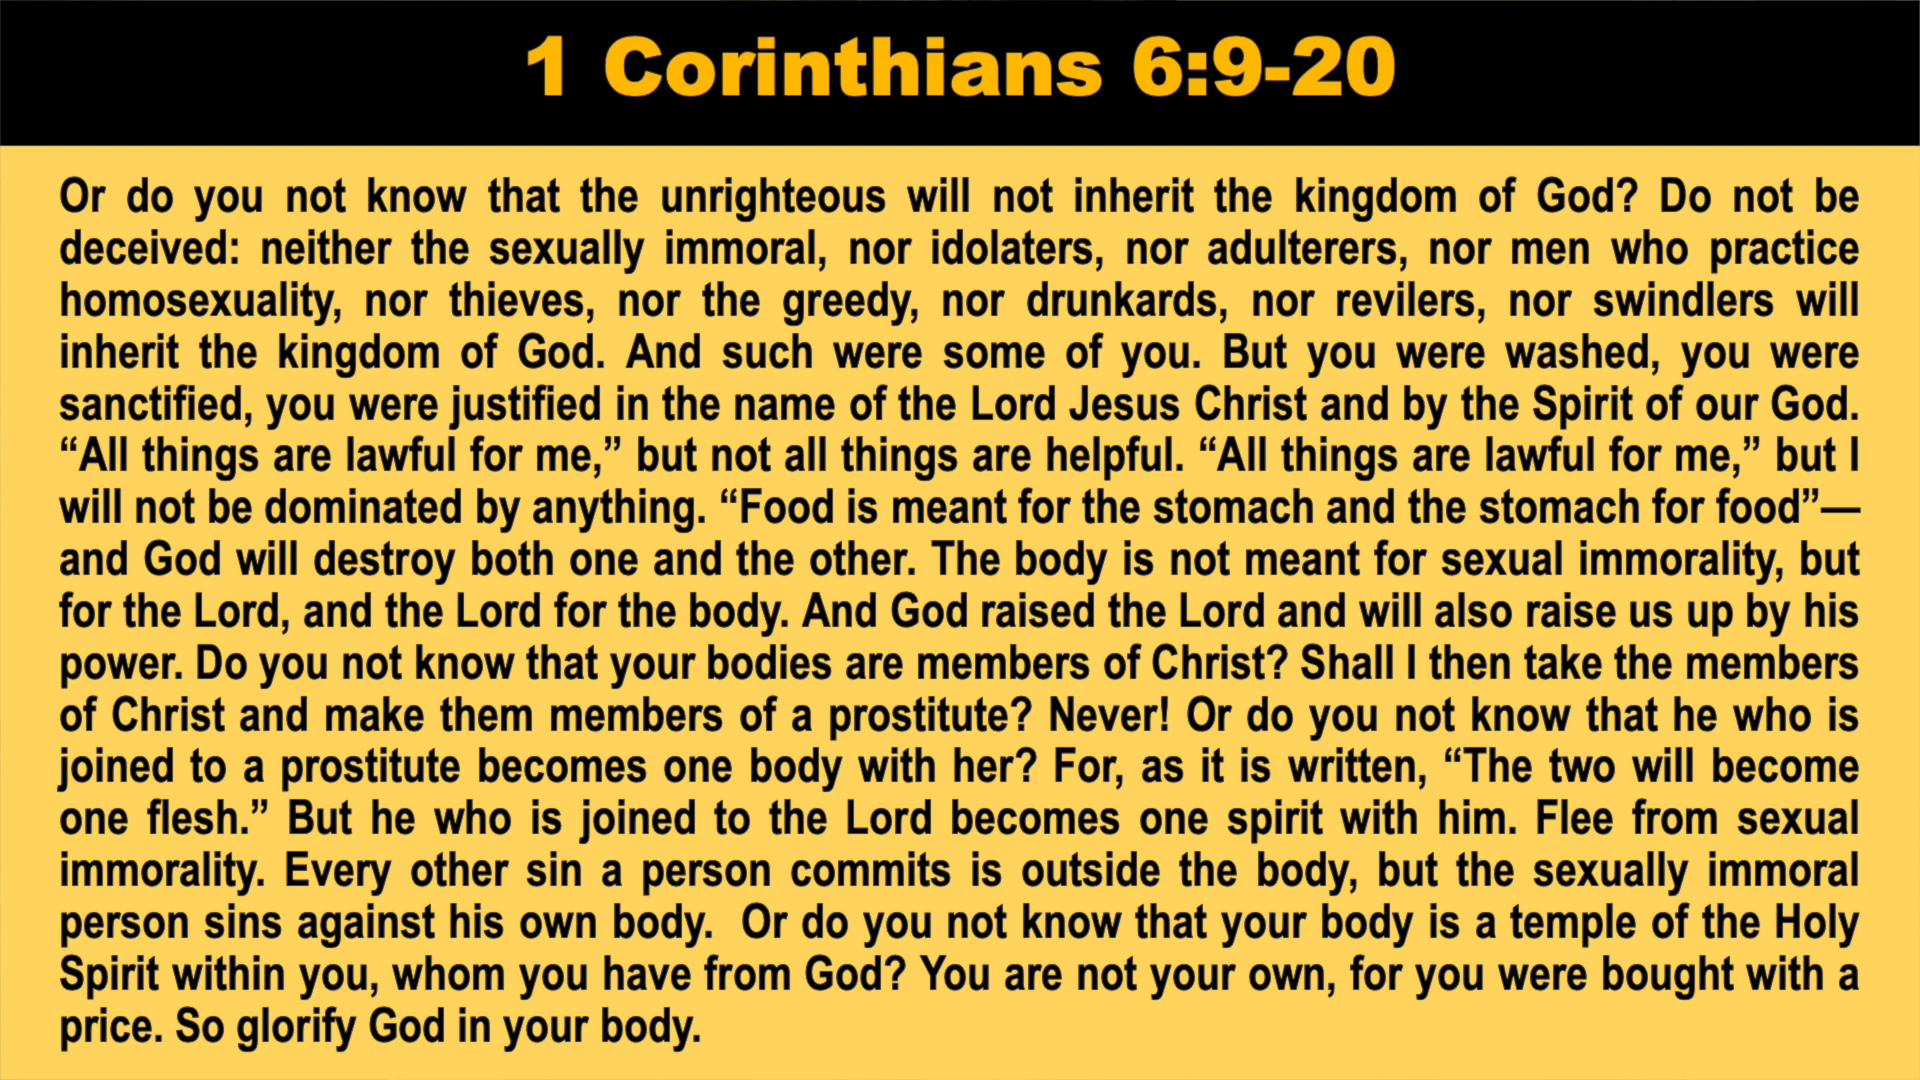 1 Corinthians 6:9-20
Or do you not know that the unrighteous will not inherit the kingdom of God? Do not be
deceived: neither the sexually immoral, nor idolaters, nor adulterers, nor men who practice
homosexuality, nor thieves, nor the greedy, nor drunkards, nor revilers, nor swindlers will
inherit the kingdom of God. And such were some of you. But you were washed, you were
sanctified, you were justified in the name of the Lord Jesus Christ and by the Spirit of our God.
“All things are lawful for me,” but not all things are helpful. “All things are lawful for me,” but I
will not be dominated by anything. “Food is meant for the stomach and the stomach for food”—
and God will destroy both one and the other. The body is not meant for sexual immorality, but
for the Lord, and the Lord for the body. And God raised the Lord and will also raise us up by his
power. Do you not know that your bodies are members of Christ? Shall I then take the members
of Christ and make them members of a prostitute? Never! Or do you not know that he who is
joined to a prostitute becomes one body with her? For, as it is written, “The two will become
one flesh.” But he who is joined to the Lord becomes one spirit with him. Flee from sexual
immorality. Every other sin a person commits is outside the body, but the sexually immoral
person sins against his own body.  Or do you not know that your body is a temple of the Holy
Spirit within you, whom you have from God? You are not your own, for you were bought with a
price. So glorify God in your body.